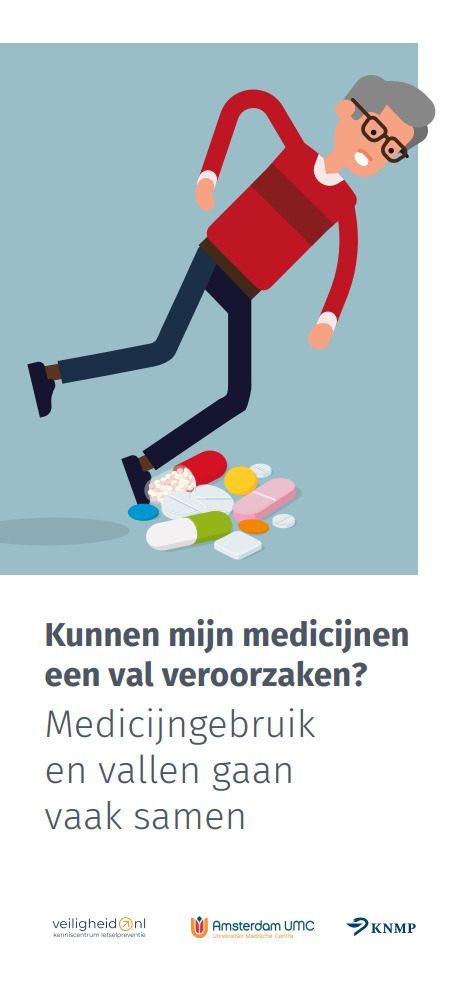 Kunnen mijn medicijnen
een val veroorzaken?
Medicijngebruik
en vallen gaan
vaak samen
veiligheid nl
kenniscentrum letselpreventie
Amsterdam UMC
Universitair Medische Centra
KNMP